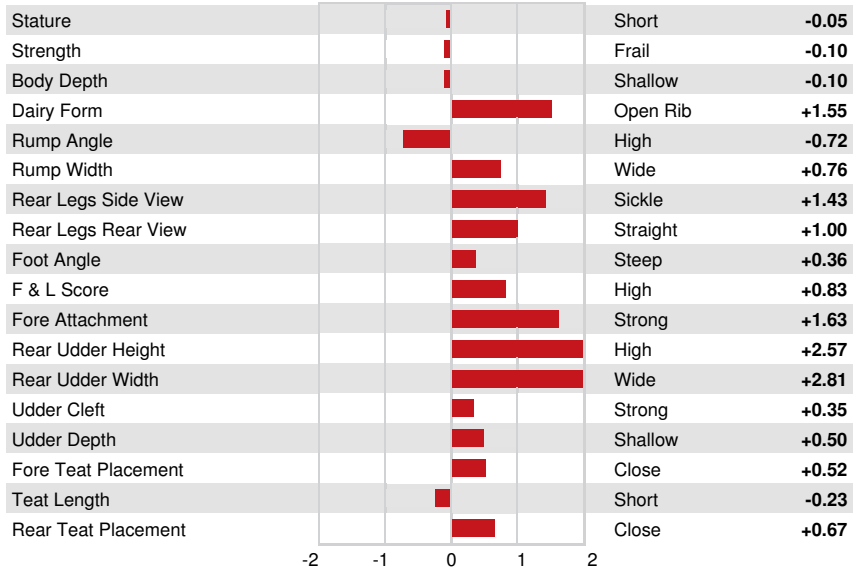 Stature Short -0.05
Strength Frail -0.10
Body Depth Shallow -0.10
Dairy Form Open Rib +1.55
Rump Angle High -0.72
Rump Width Wide +0.76
Rear Legs Side View Sickle +1.43
Rear Legs Rear View Straight +1.00
Foot Angle Steep +0.36
F & L Score High +0.83
Fore Attachment Strong +1.63
Rear Udder Height High +2.57
Rear Udder Width Wide +2.81
Udder Cleft Strong +0.35
Udder Depth Shallow +0.50
Fore Teat Placement Close +0.52
Teat Length Short -0.23
Rear Teat Placement Close +0.67
-2 -1 0 1 2